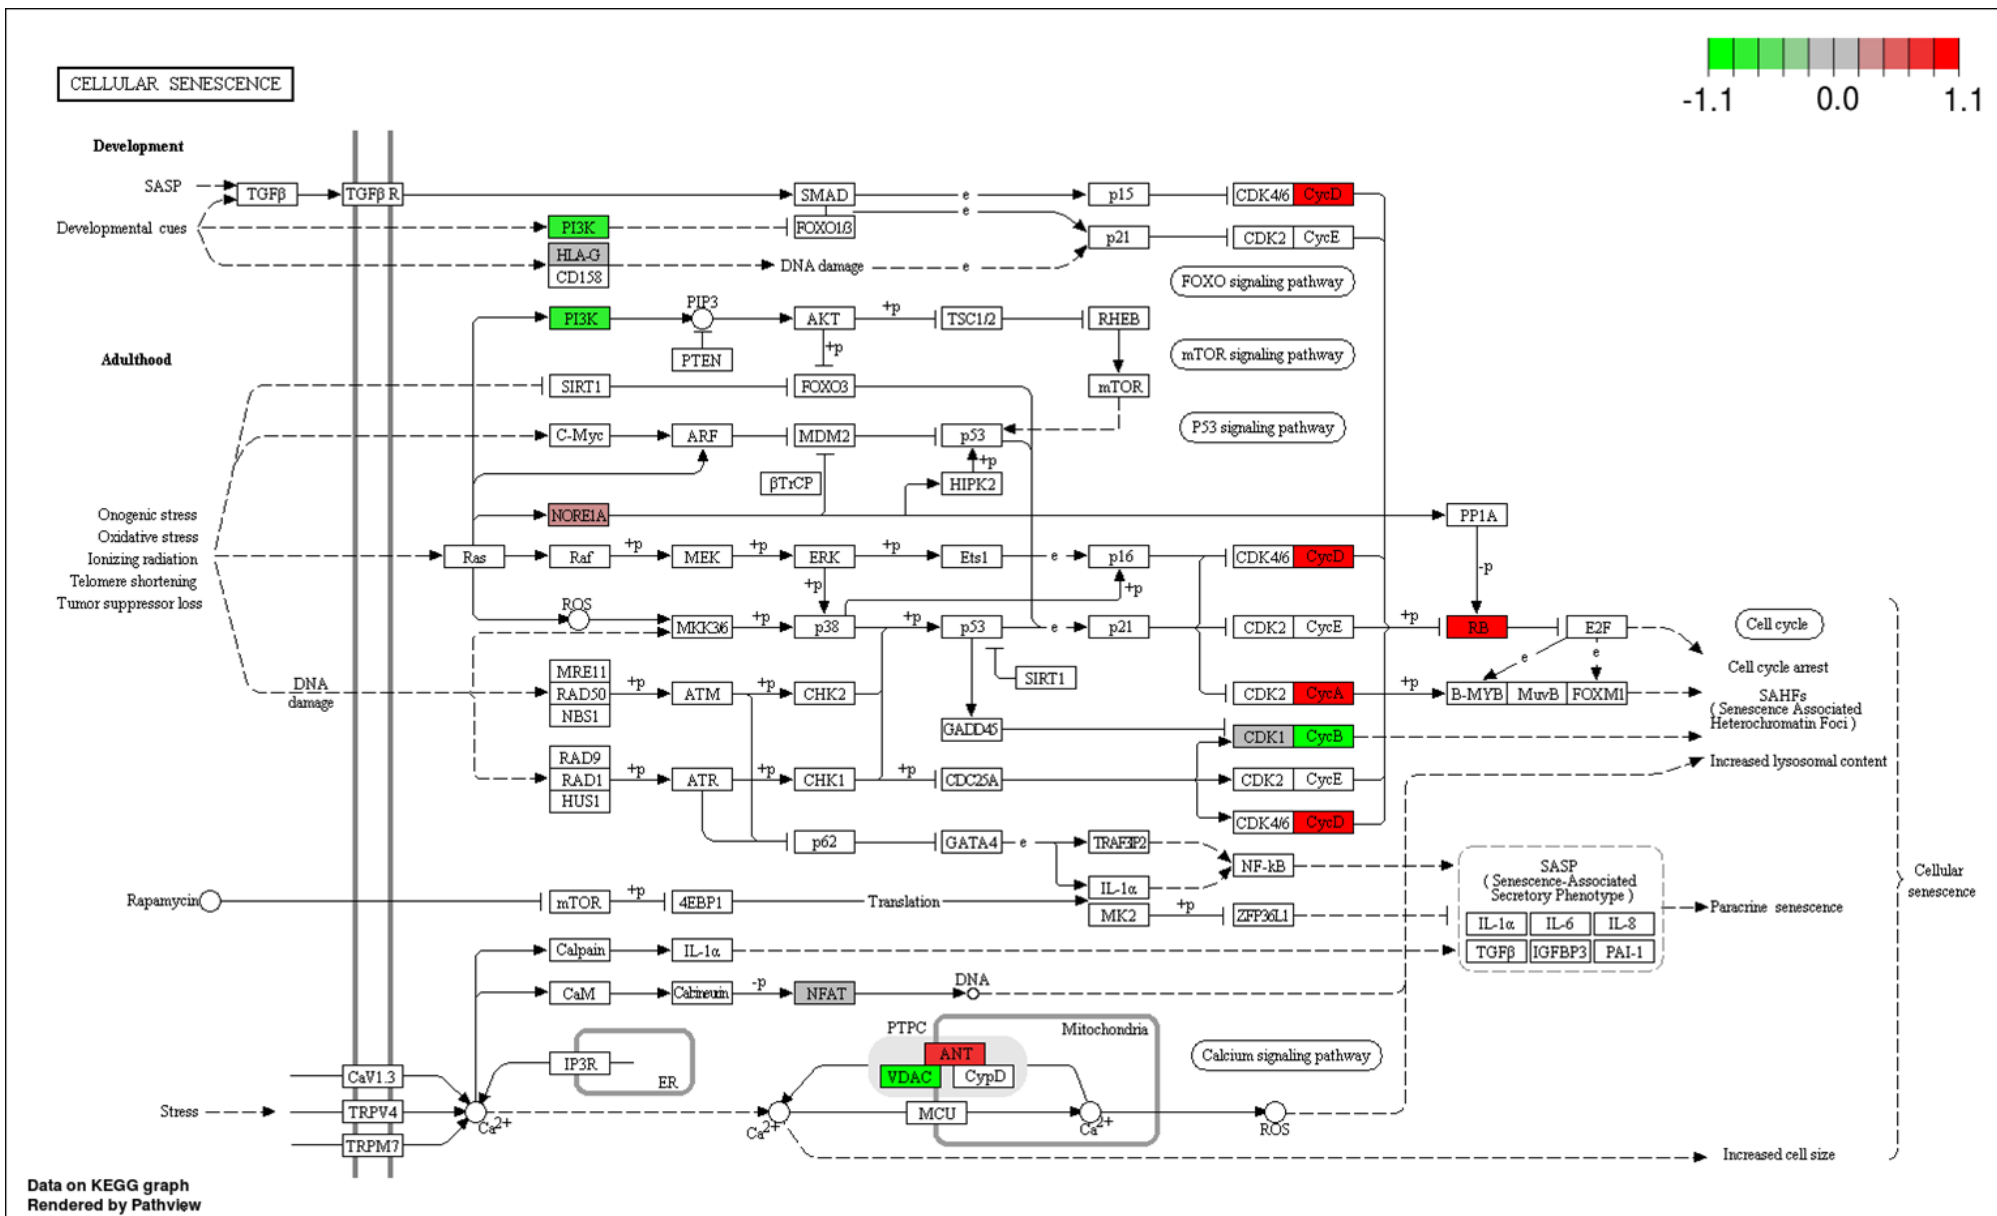 CELLULAR SENESCENCE
-1.1 0.0 1.1
Development
SASP
TGFβ
TGFβ R
SMAD
e
p15
CDK4/6 CycD
Developmental cues
PI3K
FOXO1/3
e
p21
CDK2 CycE
HLA-G
CD158
DNA damage
e
FOXO signaling pathway
PIP3
PI3K
AKT
+p
TSC1/2
RHEB
PTEN
+p
mTOR signaling pathway
Adulthood
SIRT1
FOXO3
mTOR
C-Myc
ARF
MDM2
p53
P53 signaling pathway
+p
βTrCP
HIPK2
Onogenic stress
Oxidative stress
Ionizing radiation
Telomere shortening
Tumor suppressor loss
NORE1A
PP1A
Ras
Raf
+p
MEK
+p
ERK
+p
Ets1
e
p16
CDK4/6 CycD
-p
+p
+p
ROS
MKK3/6
+p
p38
+p
p53
e
p21
CDK2 CycE
+p
RB
E2F
Cell cycle
e
e
Cell cycle arrest
SIRT1
DNA
damage
MRE11
RAD50
NBS1
+p
ATM
+p
CHK2
CDK2 CycA
+p
B-MYB MuvB FOXM1
SAHFs
( Senescence Associated
Heterochromatin Foci )
GADD45
CDK1 CycB
RAD9
RAD1
HUS1
+p
ATR
+p
CHK1
+p
CDC25A
CDK2 CycE
Increased lysosomal content
CDK4/6 CycD
p62
GATA4
e
TRAF3IP2
NF-kB
IL-1α
SASP
( Senescence-Associated
Secretory Phenotype )
IL-1α IL-6 IL-8
TGFβ IGFBP3 PAI-1
Cellular
senescence
Rapamycin
mTOR
+p
4EBP1
Translation
MK2
+p
ZFP36L1
Paracrine senescence
Calpain
IL-1α
CaM
Calcineurin
-p
NFAT
DNA
PTPC
Mitochondria
IP3R
ER
ANT
VDAC
CypD
Calcium signaling pathway
CaV1.3
Stress
TRPV4
Ca2+
Ca2+
MCU
Ca2+
ROS
TRPM7
Increased cell size
Data on KEGG graph
Rendered by Pathview